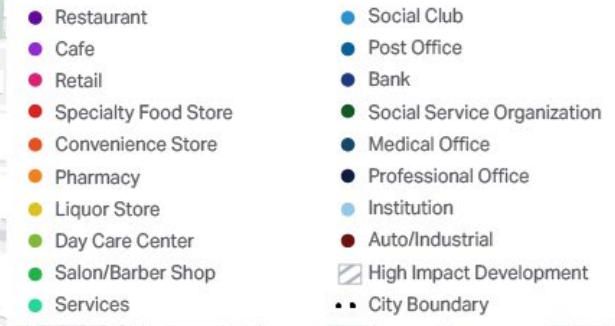 Restaurant
Cafe
Retail
Specialty Food Store
Convenience Store
Pharmacy
Liquor Store
Day Care Center
Salon/Barber Shop
Services
Social Club
Post Office
Bank
Social Service Organization
Medical Office
Professional Office
Institution
Auto/Industrial
High Impact Development
City Boundary